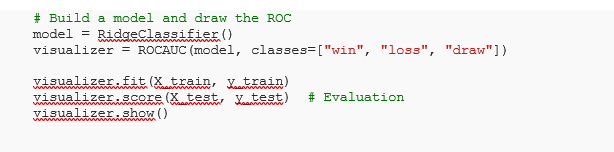 # Build a model and draw the ROC
model = RidgeClassifier()
visualizer = ROCAUC(model, classes=["win", "loss", "draw"])
visualizer.fit(X_train, y_train)
visualizer.score(X_test, y_test)  # Evaluation
visualizer.show()